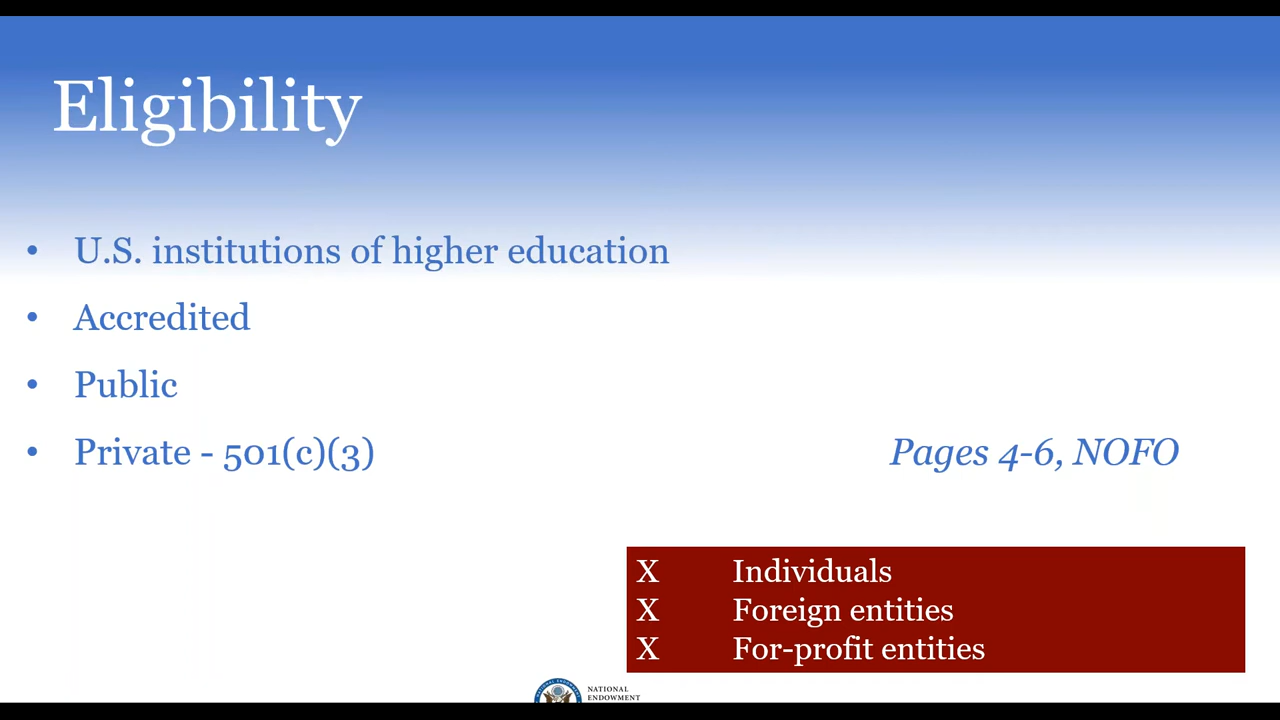 Eligibility
• U.S. institutions of higher education
• Accredited
• Public
• Private - 501(c)(3)
Pages 4-6, NOFO
X Individuals
X Foreign entities
X For-profit entities
NATIONAL
ENDOWMENT